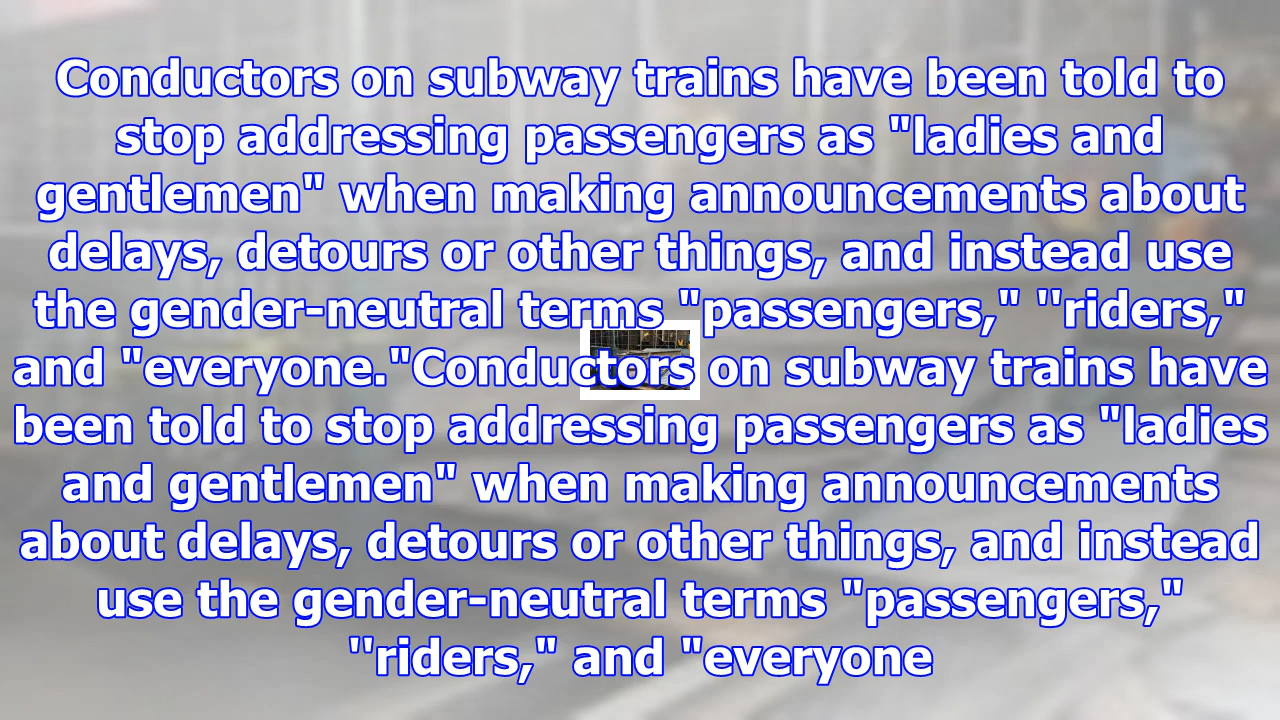 Conductors on subway trains have been told to
stop addressing passengers as "ladies and
gentlemen" when making announcements about
delays, detours or other things, and instead use
the gender-neutral terms "passengers," ''riders,"
and "everyone."Conductors on subway trains have
been told to stop addressing passengers as "ladies
and gentlemen" when making announcements
about delays, detours or other things, and instead
use the gender-neutral terms "passengers,"
''riders," and "everyone